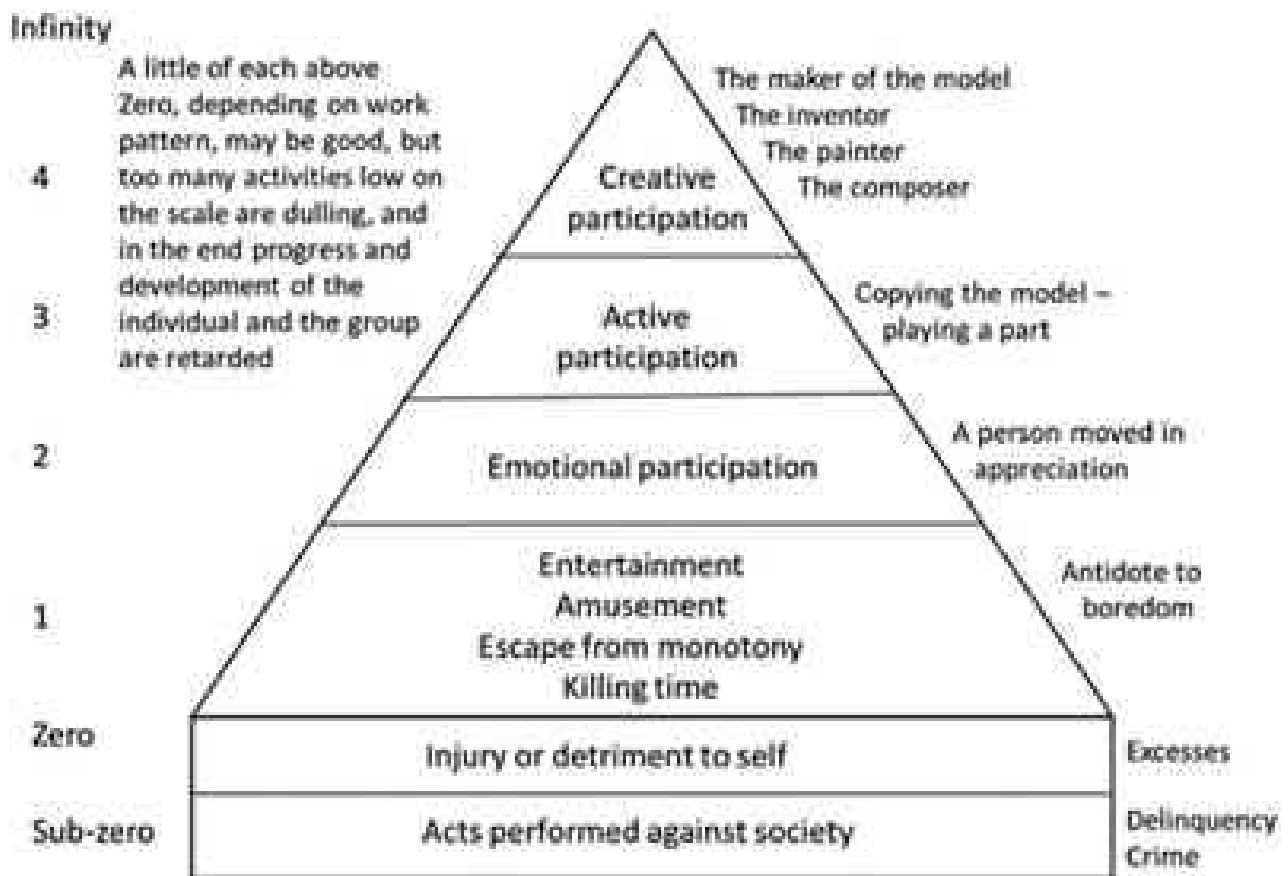 Infinity
A little of each above
Zero, depending on work
pattern, may be good, but
too many activities low on
the scale are dulling, and
in the end progress and
development of the
individual and the group
are retarded
The maker of the model
The inventor
The painter
The composer
4
Creative
participation
3
Active
participation
Copying the model –
playing a part
2
Emotional participation
A person moved in
appreciation
1
Entertainment
Amusement
Escape from monotony
Killing time
Antidote to
boredom
Zero
Injury or detriment to self
Excesses
Sub-zero
Acts performed against society
Delinquency
Crime